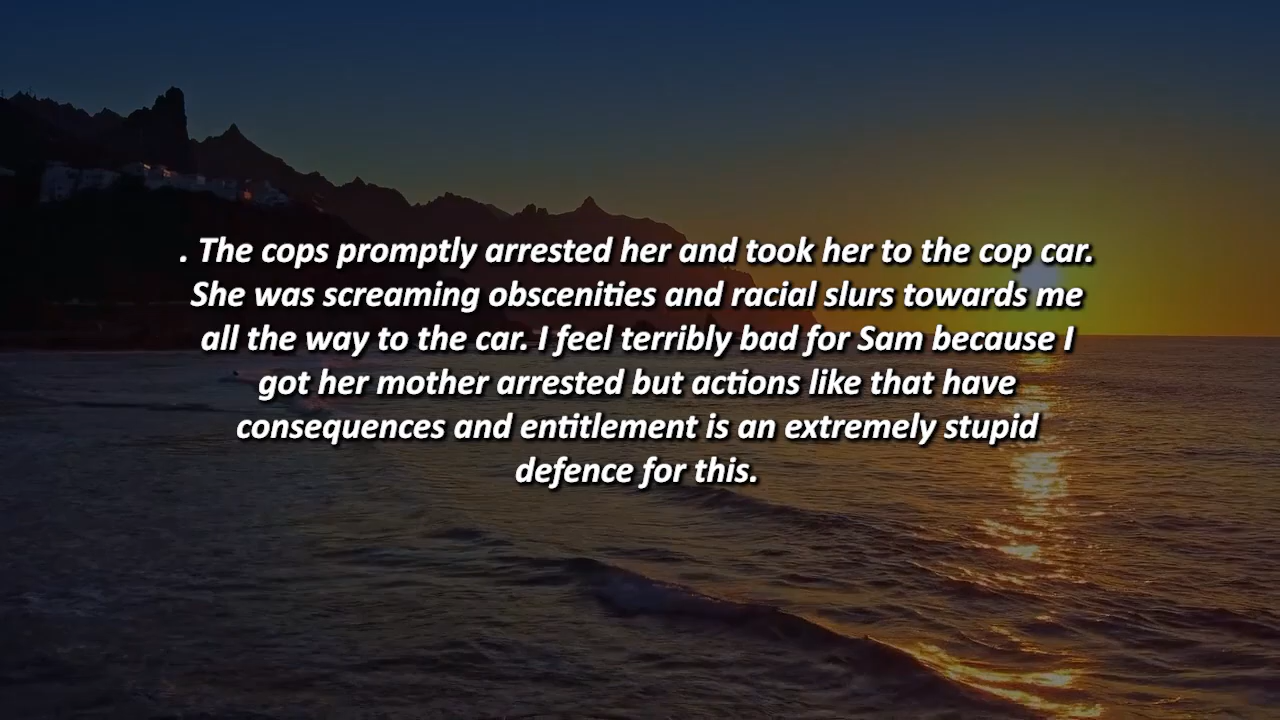 . The cops promptly arrested her and took her to the cop car.
She was screaming obscenities and racial slurs towards me
all the way to the car. I feel terribly bad for Sam because I
got her mother arrested but actions like that have
consequences and entitlement is an extremely stupid
defence for this.